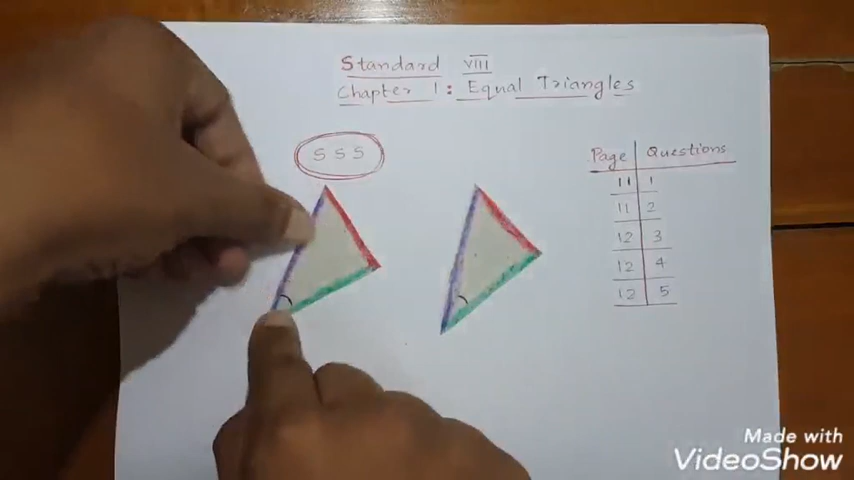 Standard VIII
Chapter 1: Equal Triangles
SSS
Page Questions
11 1
11 2
12 3
12 4
12 5
Made With
VideoShow